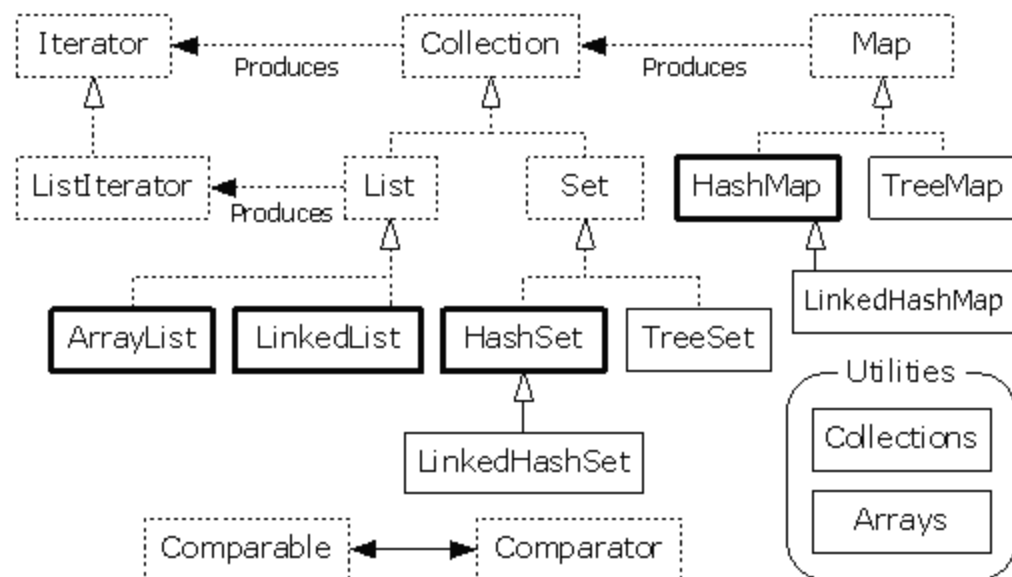 Iterator
Collection
Map
Produces
Produces
ListIterator
List
Set
HashMap
TreeMap
Produces
LinkedHashMap
ArrayList
LinkedList
HashSet
TreeSet
Utilities
Collections
LinkedHashSet
Arrays
Comparable
Comparator